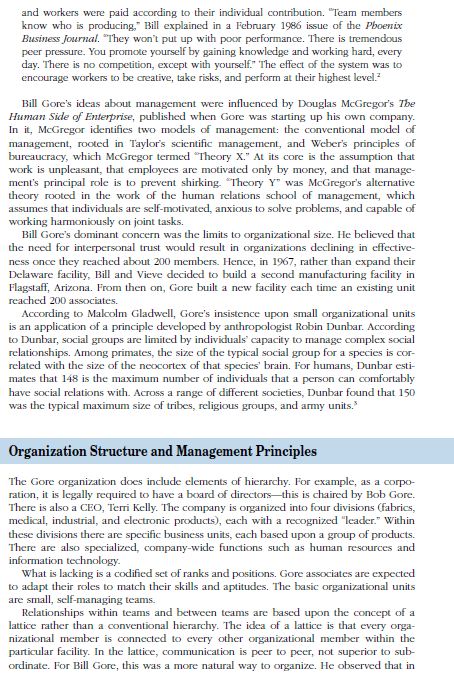 and workers were paid according to their individual contribution. "Team members
know who is producing," Bill explained in a February 1986 issue of the Phoenix
Business Journal. "They won't put up with poor performance. There is tremendous
peer pressure. You promote yourself by gaining knowledge and working hard, every
day. There is no competition, except with yourself." The effect of the system was to
encourage workers to be creative, take risks, and perform at their highest level.²
Bill Gore's ideas about management were influenced by Douglas McGregor's The
Human Side of Enterprise, published when Gore was starting up his own company.
In it, McGregor identifies two models of management: the conventional model of
management, rooted in Taylor's scientific management, and Weber's principles of
bureaucracy, which McGregor termed "Theory X." At its core is the assumption that
work is unpleasant, that employees are motivated only by money, and that manage-
ment's principal role is to prevent shirking. "Theory Y" was McGregor's alternative
theory rooted in the work of the human relations school of management, which
assumes that individuals are self-motivated, anxious to solve problems, and capable of
working harmoniously on joint tasks.
Bill Gore's dominant concern was the limits to organizational size. He believed that
the need for interpersonal trust would result in organizations declining in effective-
ness once they reached about 200 members. Hence, in 1967, rather than expand their
Delaware facility, Bill and Vieve decided to build a second manufacturing facility in
Flagstaff, Arizona. From then on, Gore built a new facility each time an existing unit
reached 200 associates.
According to Malcolm Gladwell, Gore's insistence upon small organizational units
is an application of a principle developed by anthropologist Robin Dunbar. According
to Dunbar, social groups are limited by individuals' capacity to manage complex social
relationships. Among primates, the size of the typical social group for a species is cor-
related with the size of the neocortex of that species' brain. For humans, Dunbar esti-
mates that 148 is the maximum number of individuals that a person can comfortably
have social relations with. Across a range of different societies, Dunbar found that 150
was the typical maximum size of tribes, religious groups, and army units.³
Organization Structure and Management Principles
The Gore organization does include elements of hierarchy. For example, as a corpo-
ration, it is legally required to have a board of directors—this is chaired by Bob Gore.
There is also a CEO, Terri Kelly. The company is organized into four divisions (fabrics,
medical, industrial, and electronic products), each with a recognized "leader." Within
these divisions there are specific business units, each based upon a group of products.
There are also specialized, company-wide functions such as human resources and
information technology.
What is lacking is a codified set of ranks and positions. Gore associates are expected
to adapt their roles to match their skills and aptitudes. The basic organizational units
are small, self-managing teams.
Relationships within teams and between teams are based upon the concept of a
lattice rather than a conventional hierarchy. The idea of a lattice is that every orga-
nizational member is connected to every other organizational member within the
particular facility. In the lattice, communication is peer to peer, not superior to sub-
ordinate. For Bill Gore, this was a more natural way to organize. He observed that in